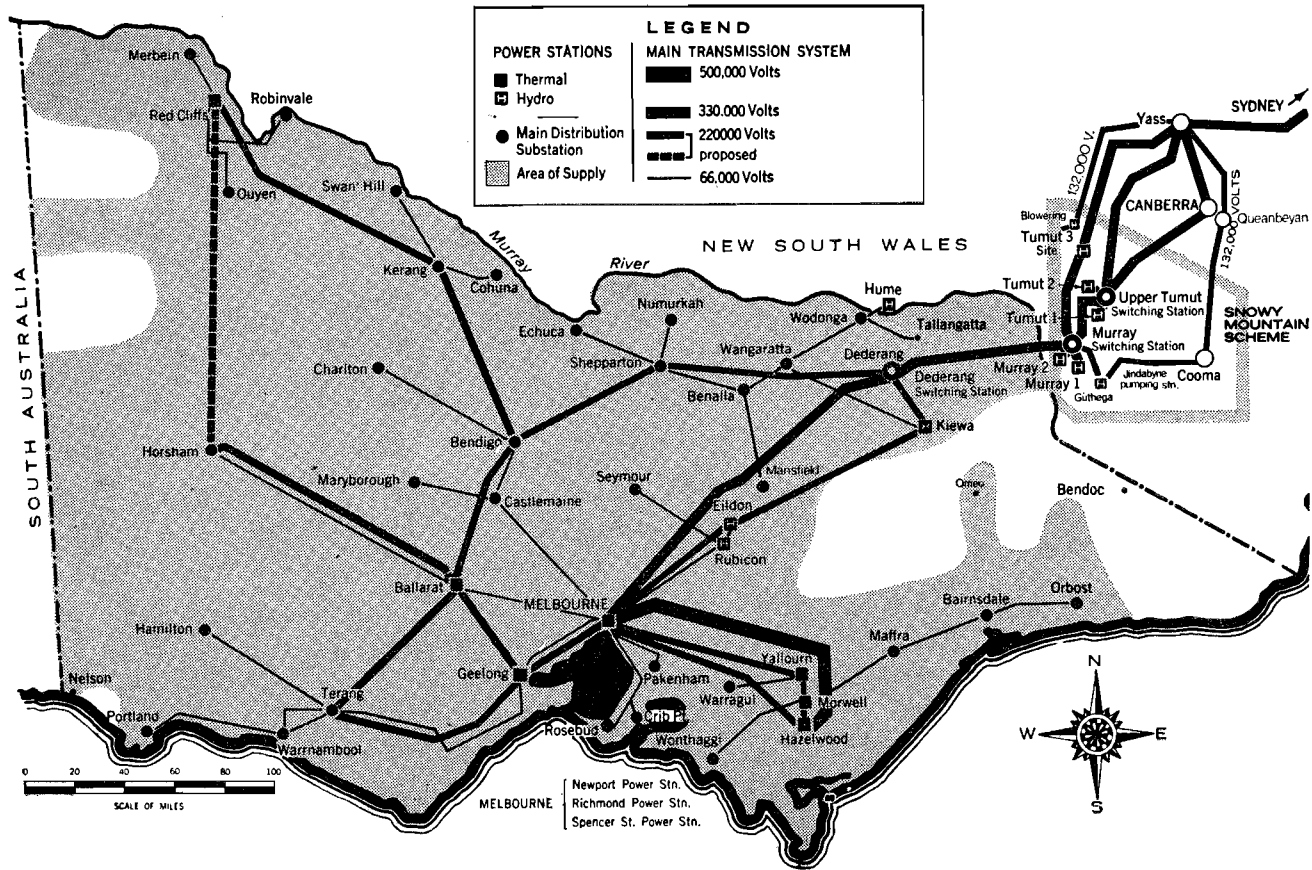 LEGEND
POWER STATIONS
Thermal
Hydro
Main Distribution
Substation
Area of Supply
MAIN TRANSMISSION SYSTEM
500,000 Volts
330.000 Volts
220000 Volts
proposed
66,000 Volts
Merbein
Red Cliffs
Robinvale
Ouyen
Swan Hill
Murray
River
Kerang
Cohuna
NEW SOUTH WALES
SYDNEY
Yass
132,000 V.
132,000 VOLTS
CANBERRA
Queanbeyan
Blowering
Tumut 3
Site
Tumut 2
Tumut 1
Upper Tumut
Switching Station
SNOWY
MOUNTAIN
SCHEME
Murray
Switching Station
Murray 2
Murray 1
Guthega
Jindabyne
pumping stn.
Cooma
Hume
Wodonga
Tallangatta
Numurkah
Echuca
Shepparton
Wangaratta
Dederang
Dederang
Switching Station
Benalla
Kiewa
Charlton
SOUTH AUSTRALIA
Horsham
Bendigo
Maryborough
Castlemaine
Seymour
Mansfield
Eildon
Rubicon
Omeo
Bendoc
Ballarat
MELBOURNE
Bairnsdale
Orbost
Maffra
Hamilton
Nelson
Portland
Terang
Warrnambool
Geelong
Pakenham
Yallourn
Warragul
Morwell
Crib Pt.
Rosebud
Hazelwood
Wonthaggi
N
W
E
S
0 20 40 60 80 100
SCALE OF MILES
MELBOURNE
Newport Power Stn.
Richmond Power Stn.
Spencer St. Power Stn.